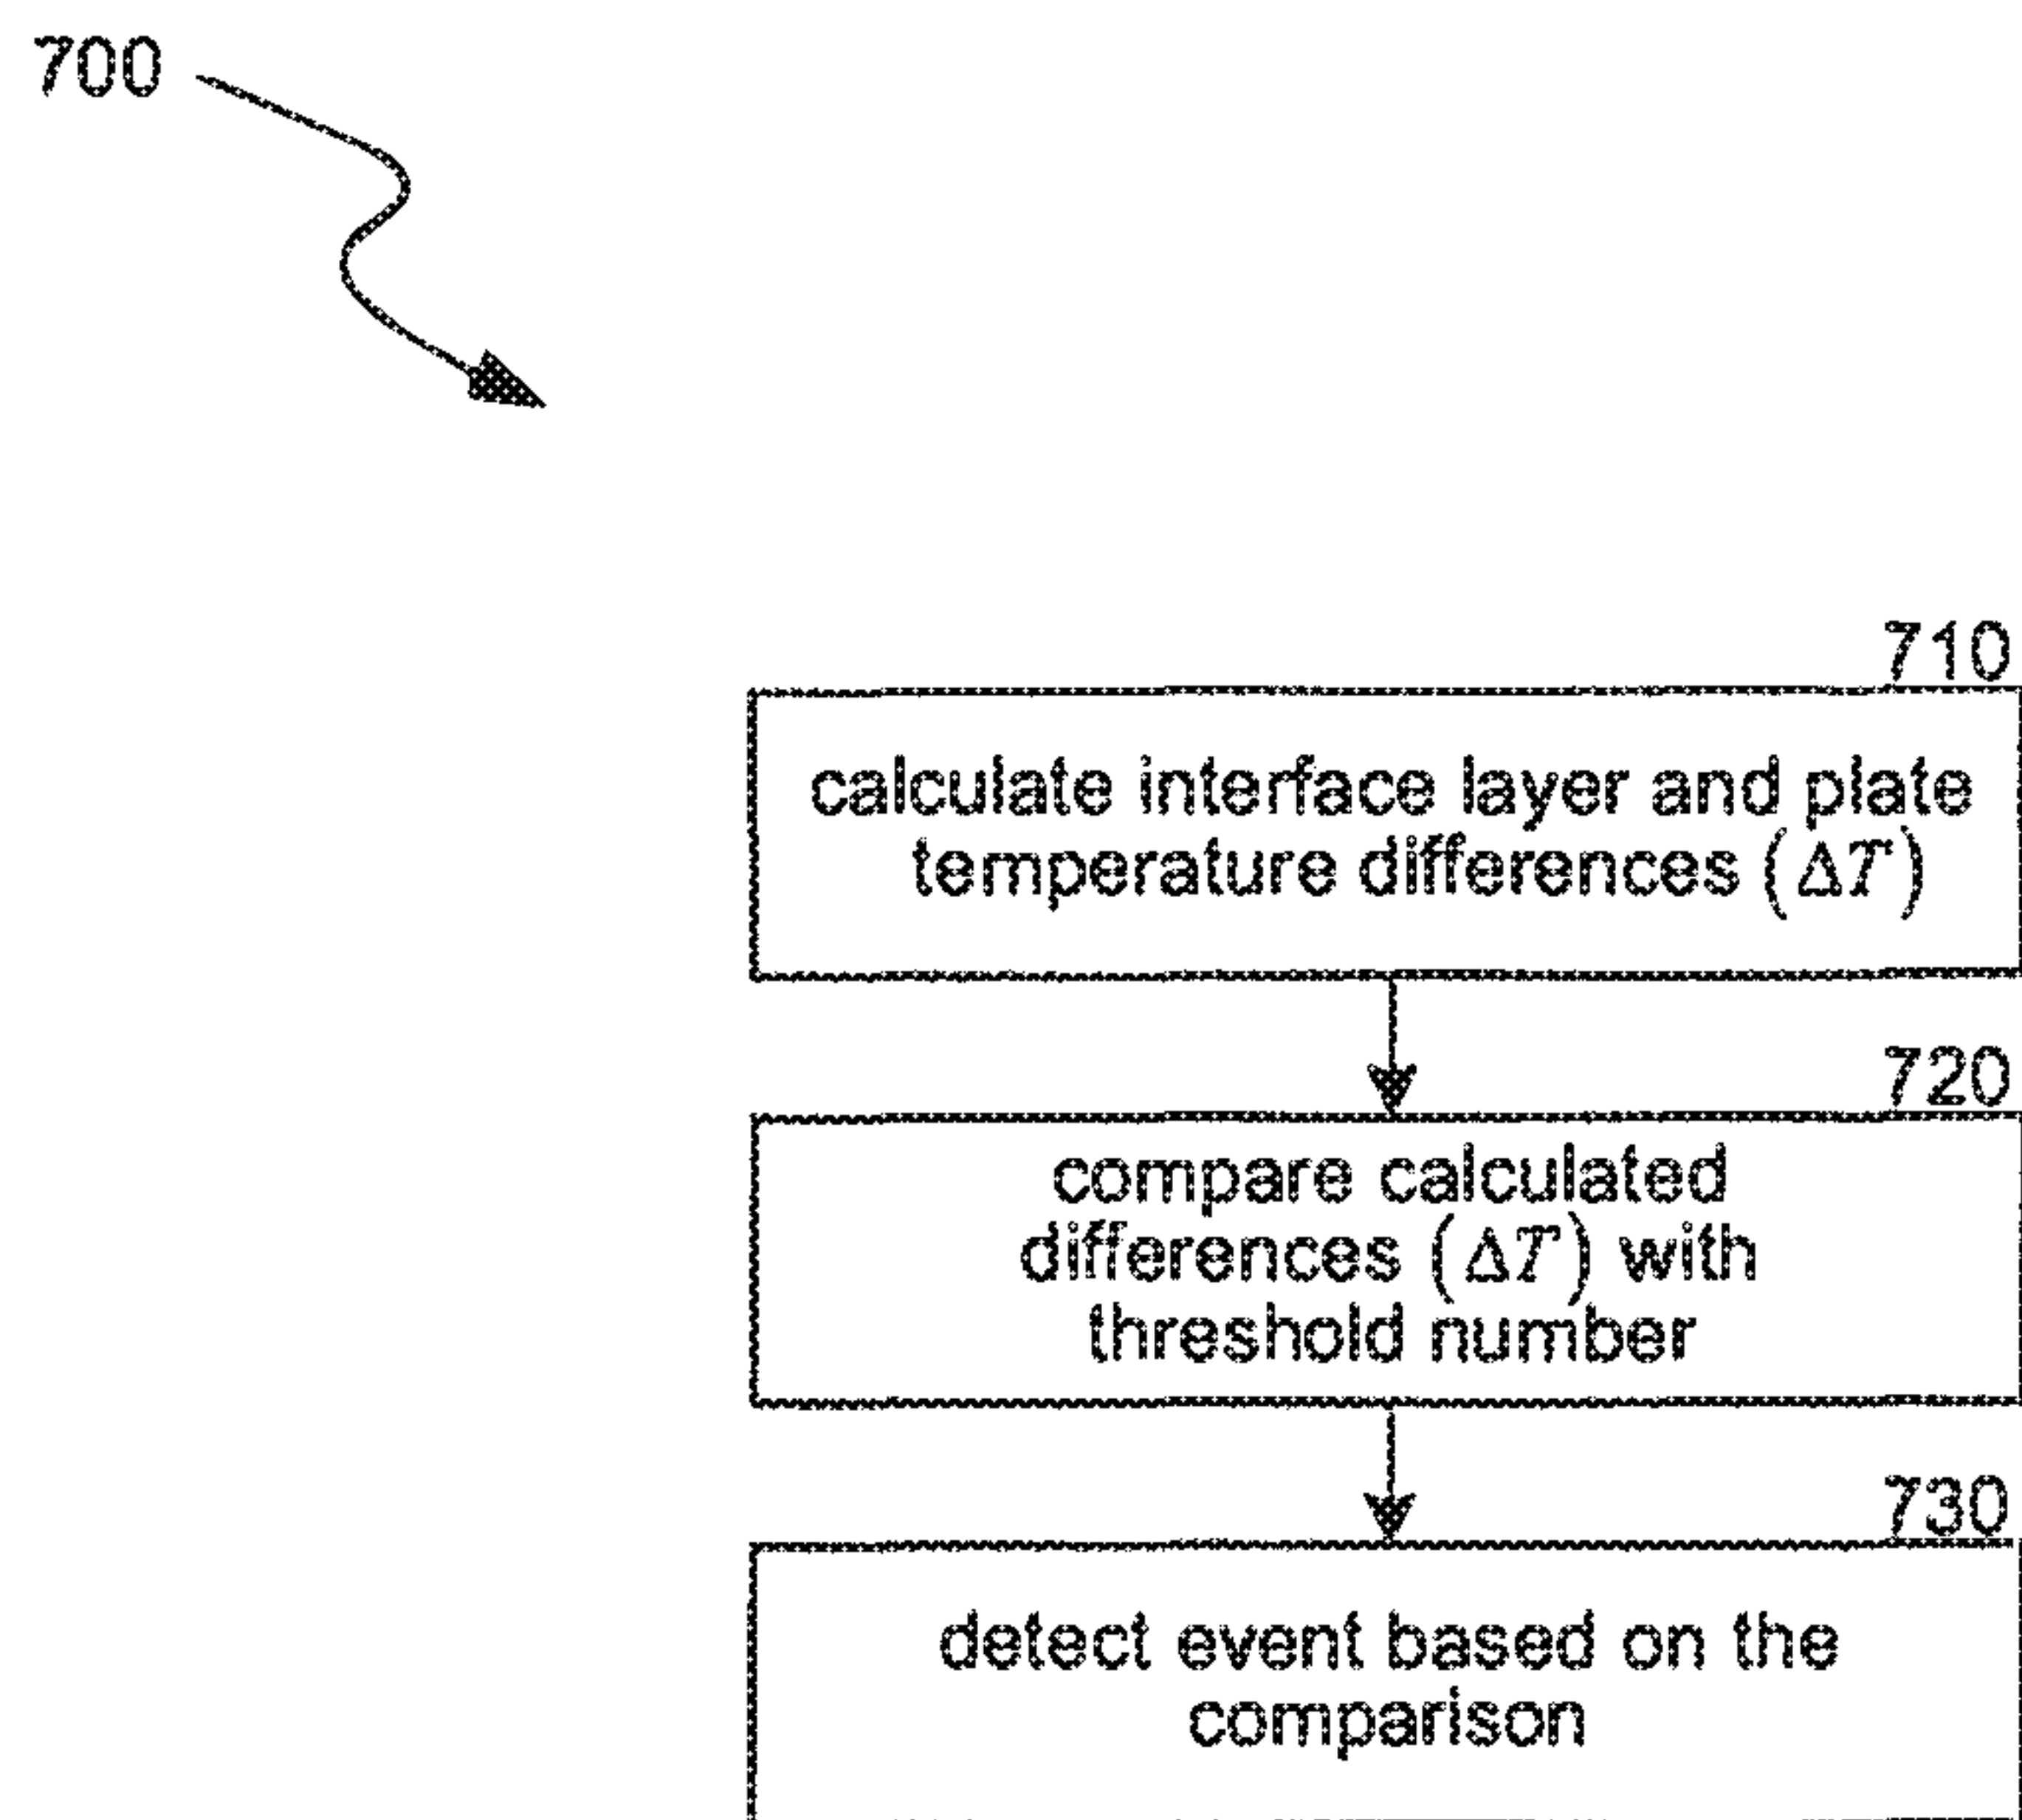 700
710
calculate interface layer and plate
temperature differences (ΔT)
720
compare calculated
differences (ΔT) with
threshold number
730
detect event based on the
comparison